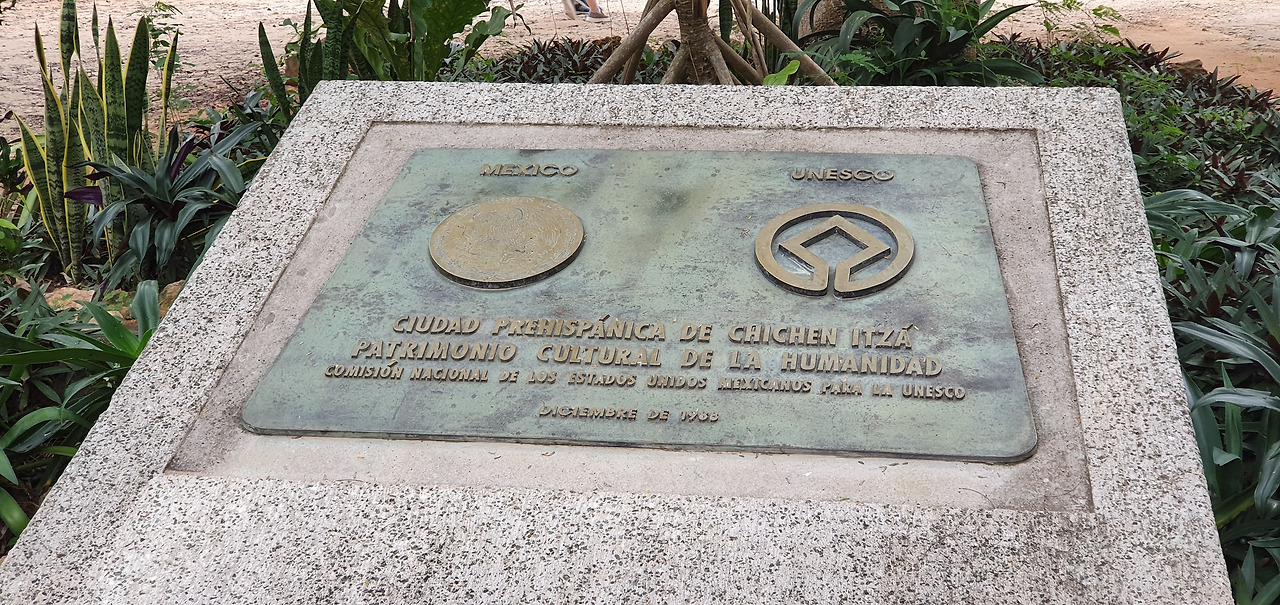 MEXICO
UNESCO
CIUDAD PREHISPÁNICA DE CHICHEN ITZÁ
PATRIMONIO CULTURAL DE LA HUMANIDAD
COMISIÓN NACIONAL DE LOS ESTADOS UNIDOS MEXICANOS PARA LA UNESCO
DICIEMBRE DE 1988